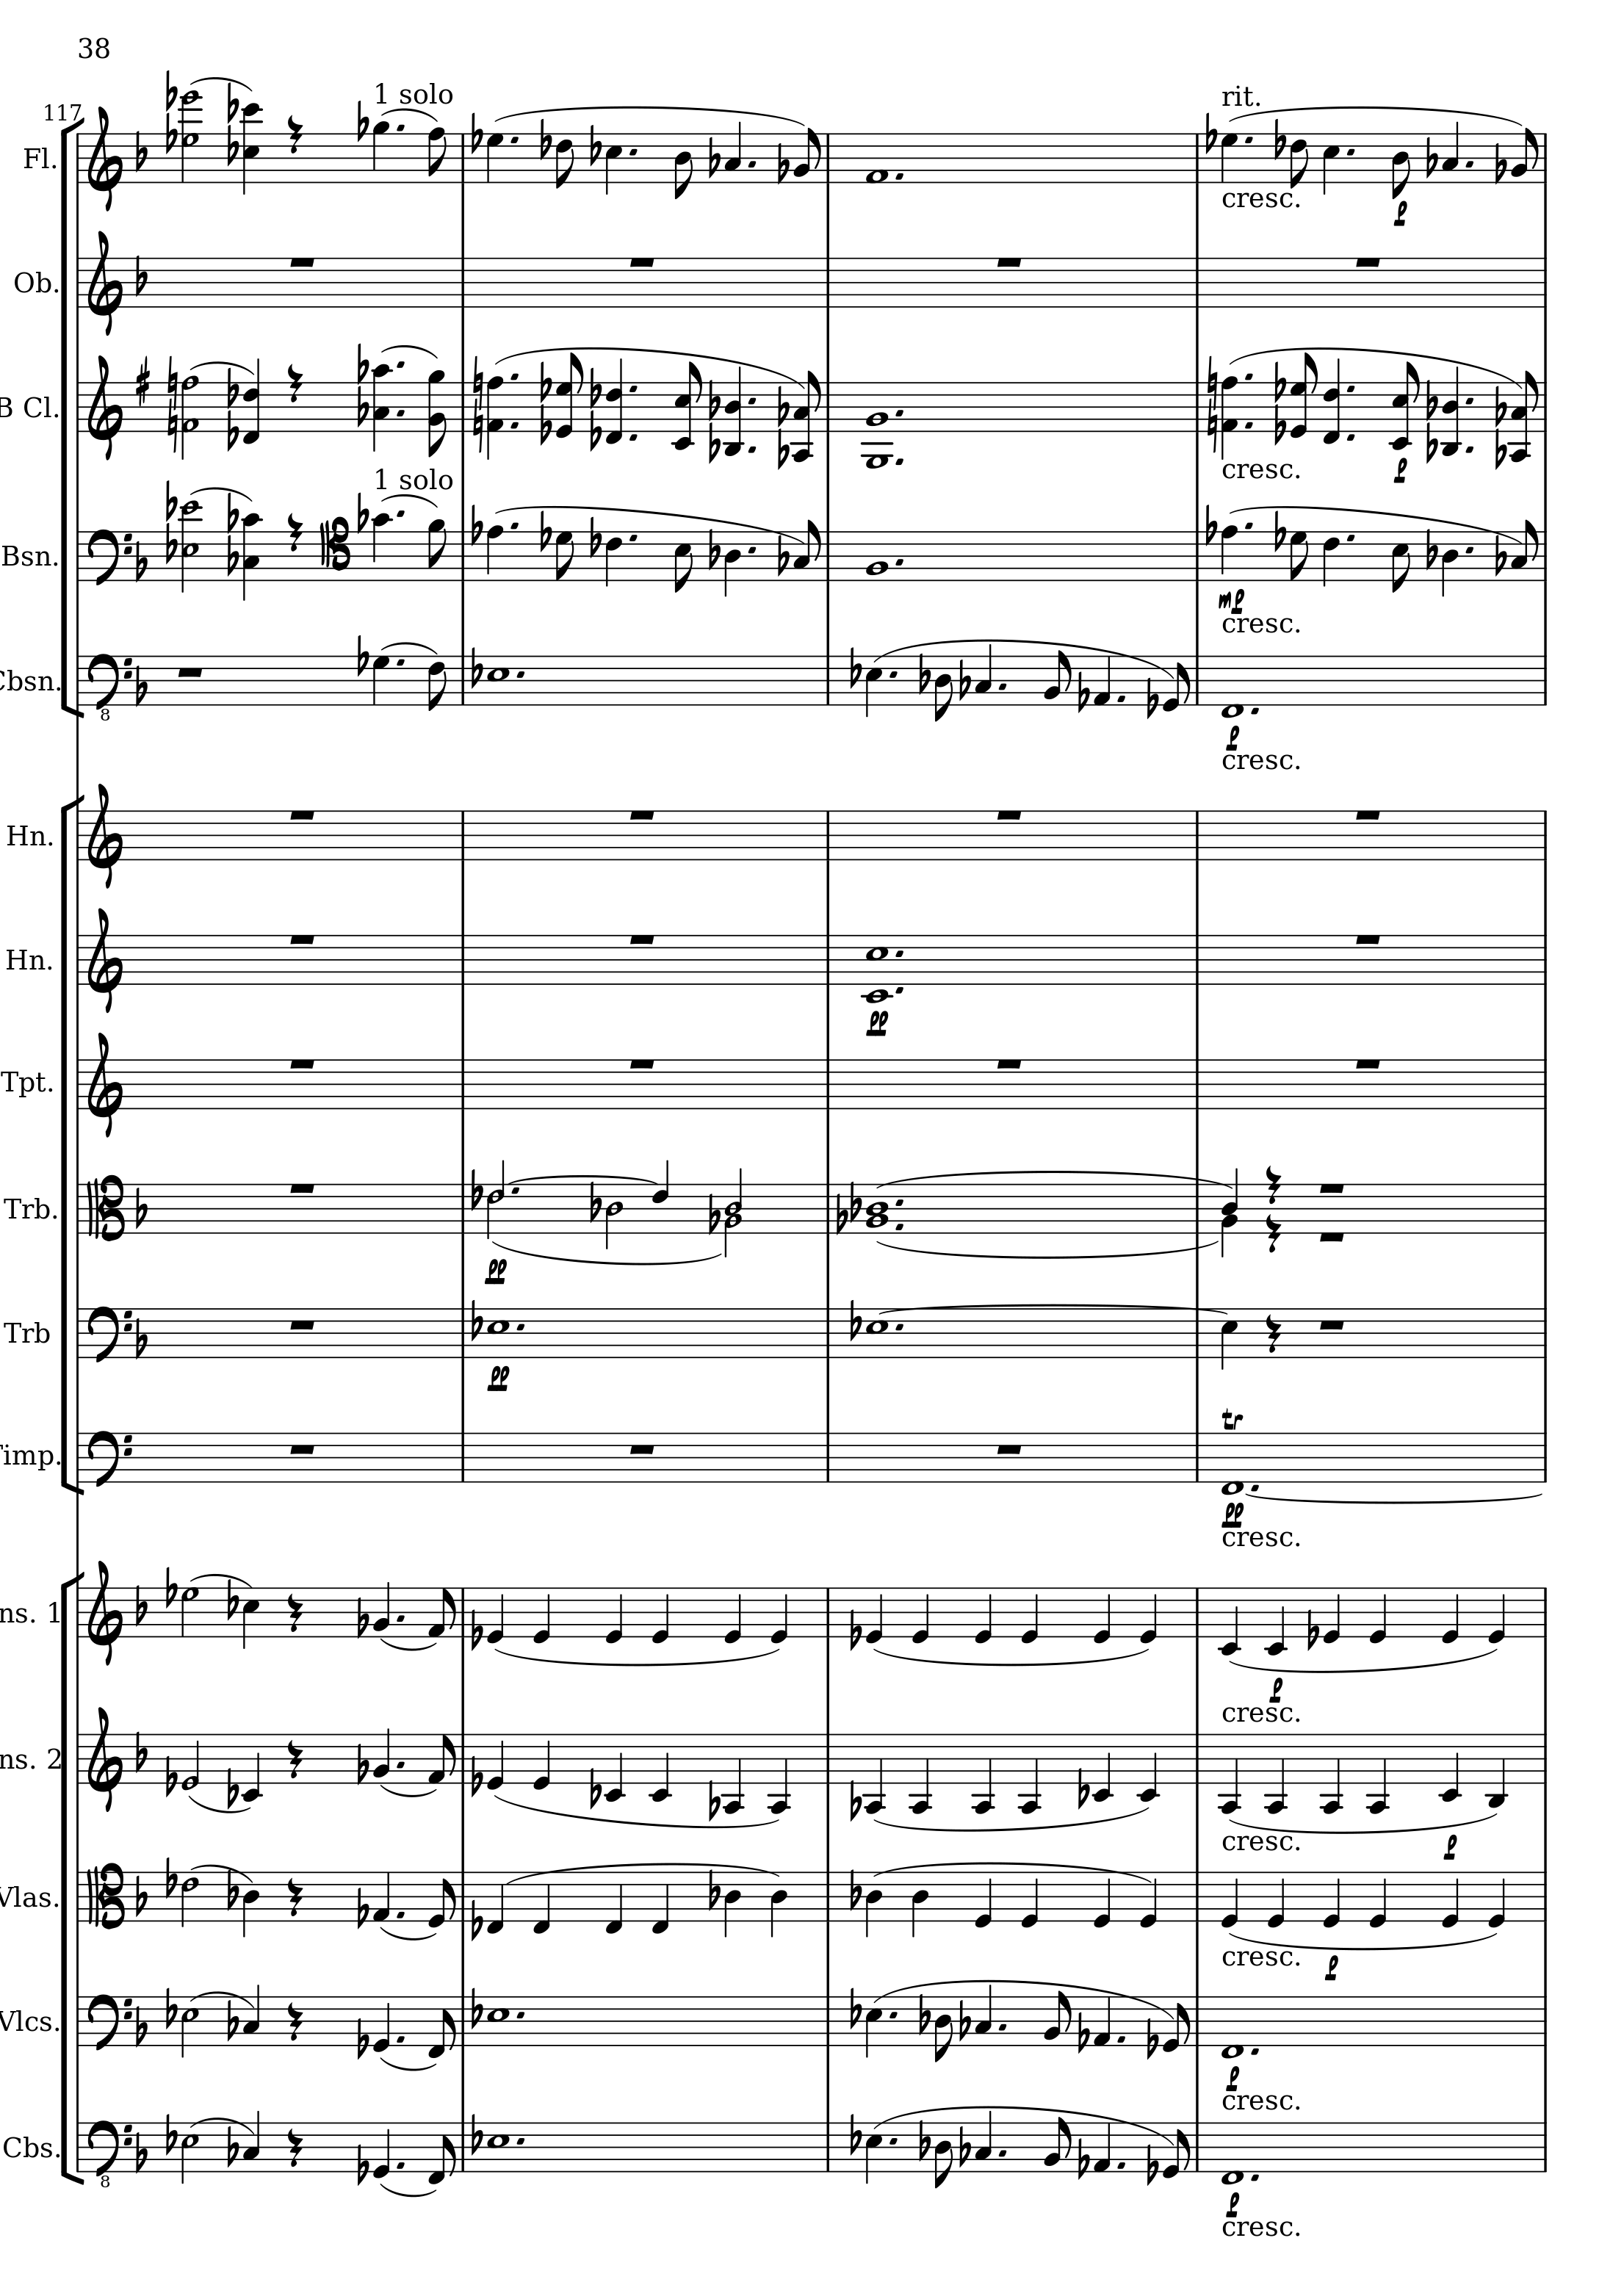 38
1 solo
117
rit.
Fl.
cresc.
p
Ob.
B Cl.
cresc.
p
1 solo
Bsn.
mp
cresc.
Cbsn.
8
p
cresc.
Hn.
Hn.
pp
Tpt.
Trb.
pp
Trb
pp
tr
Timp.
pp
cresc.
ns. 1
p
cresc.
ns. 2
cresc.
p
Vlas.
cresc.
p
Vlcs.
p
cresc.
Cbs.
8
p
cresc.